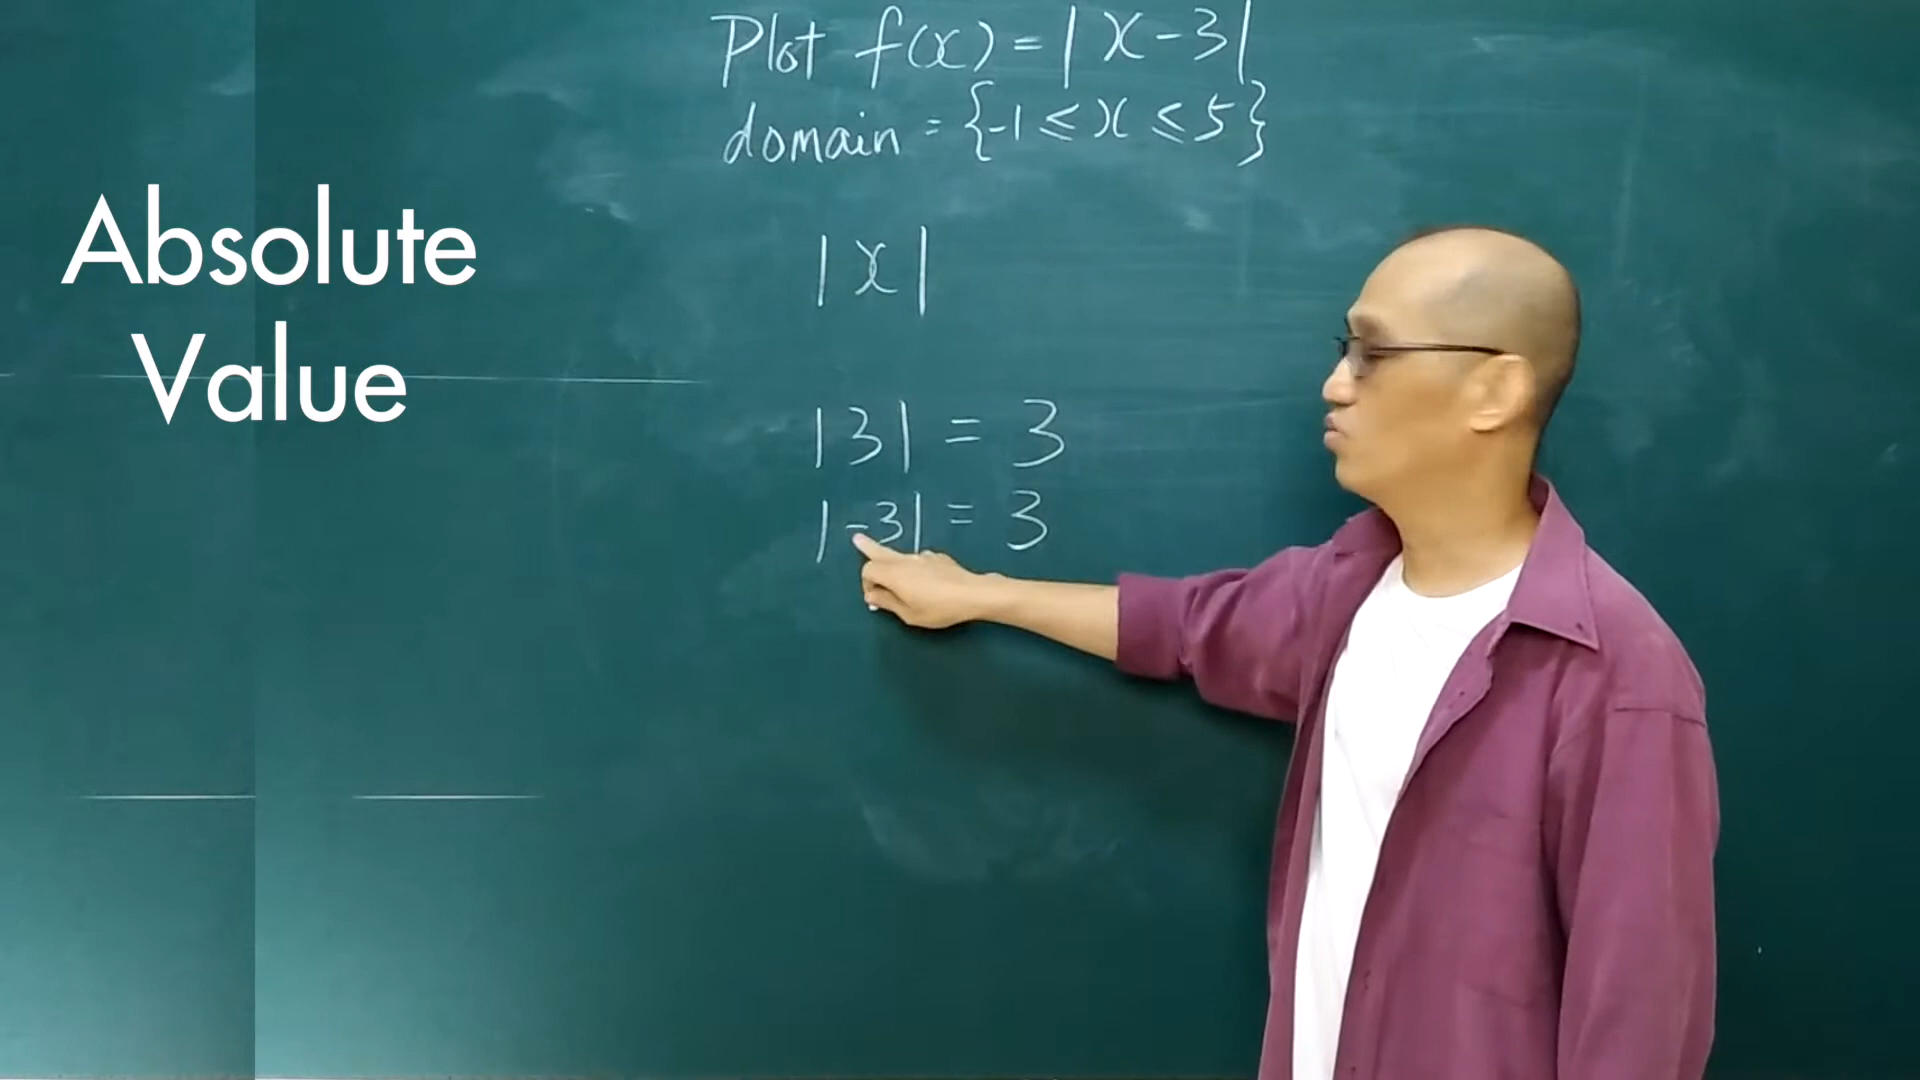 Plot f(x) = |x-3|
domain = {-1 ≤ x ≤ 5}
Absolute
Value
|x|
|3| = 3
|-3| = 3